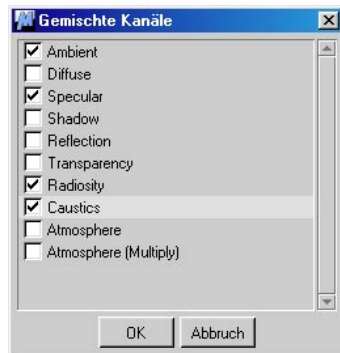 Gemischte Kanäle
Ambient
Diffuse
Specular
Shadow
Reflection
Transparency
Radiosity
Caustics
Atmosphere
Atmosphere (Multiply)
OK Abbruch